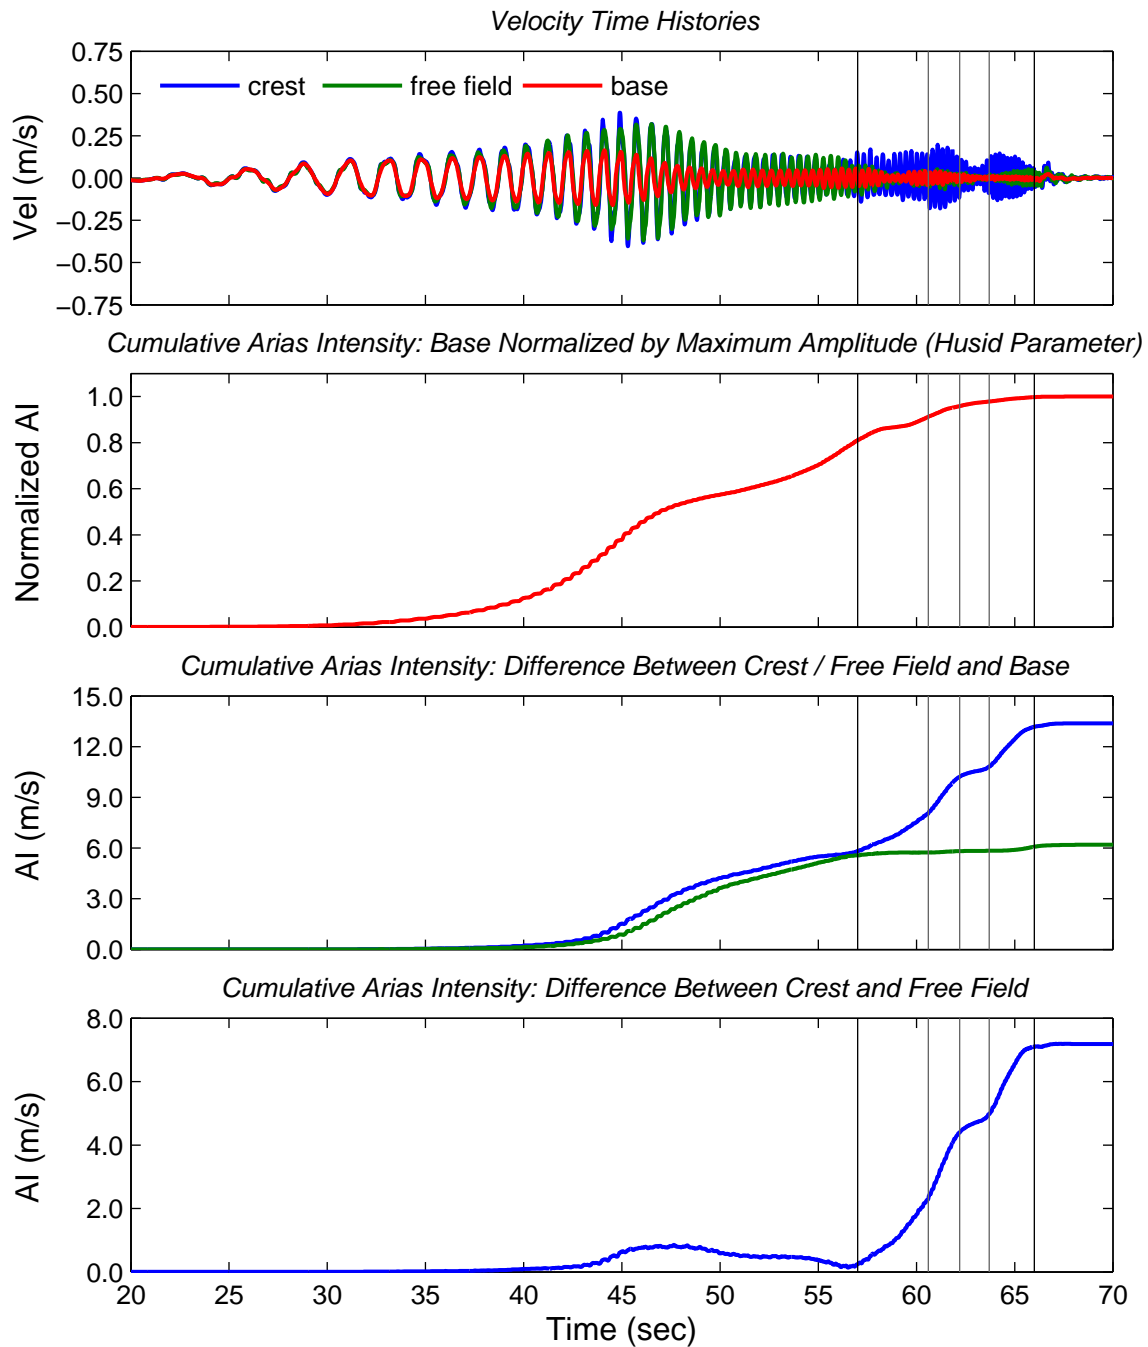 Velocity Time Histories
Vel (m/s)
0.75
0.50
0.25
0.00
−0.25
−0.50
−0.75
crest free field base
Cumulative Arias Intensity: Base Normalized by Maximum Amplitude (Husid Parameter)
Normalized AI
1.0
0.8
0.6
0.4
0.2
0.0
Cumulative Arias Intensity: Difference Between Crest / Free Field and Base
AI (m/s)
15.0
12.0
9.0
6.0
3.0
0.0
Cumulative Arias Intensity: Difference Between Crest and Free Field
AI (m/s)
8.0
6.0
4.0
2.0
0.0
20 25 30 35 40 45 50 55 60 65 70
Time (sec)